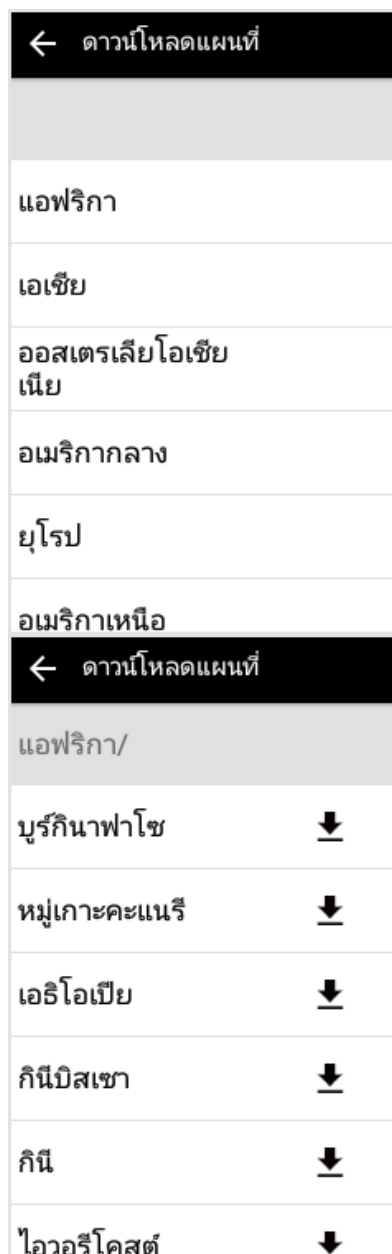 ดาวน์โหลดแผนที่
แอฟริกา
เอเชีย
ออสเตรเลียโอเชีย
เนีย
อเมริกากลาง
ยุโรป
อเมริกาเหนือ
ดาวน์โหลดแผนที่
แอฟริกา/
บูร์กินาฟาโซ
หมู่เกาะคะแนรี
เอธิโอเปีย
กินีบิสเซา
กินี
ไอวอรีโคสต์